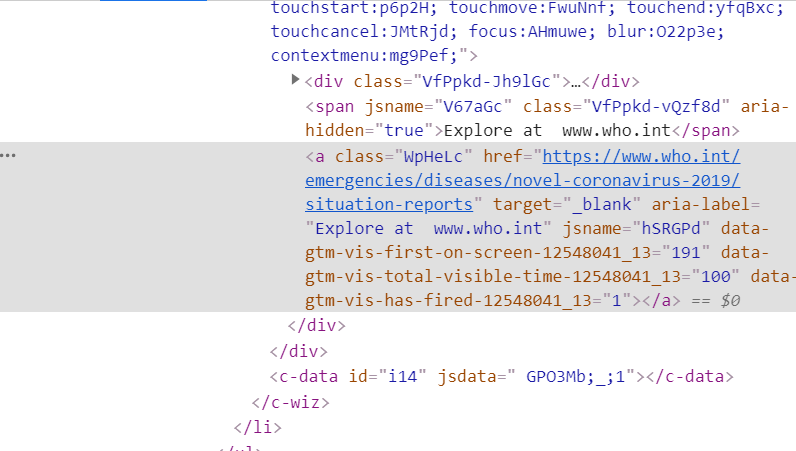 touchstart:p6p2H; touchmove:FwuNnf; touchend:yfqBxc;
touchcancel:JMtRjd; focus:AHmuwe; blur:O22p3e;
contextmenu:mg9Pef;">
<div class="VfPpkd-Jh9lGc">…</div>
<span jsname="V67aGc" class="VfPpkd-vQzf8d" aria-
hidden="true">Explore at  www.who.int</span>
<a class="WpHeLc" href="https://www.who.int/
emergencies/diseases/novel-coronavirus-2019/
situation-reports" target="_blank" aria-label=
"Explore at  www.who.int" jsname="hSRGPd" data-
gtm-vis-first-on-screen-12548041_13="191" data-
gtm-vis-total-visible-time-12548041_13="100" data-
gtm-vis-has-fired-12548041_13="1"></a> == $0
</div>
</div>
<c-data id="i14" jsdata=" GPO3Mb;_;1"></c-data>
</c-wiz>
</li>